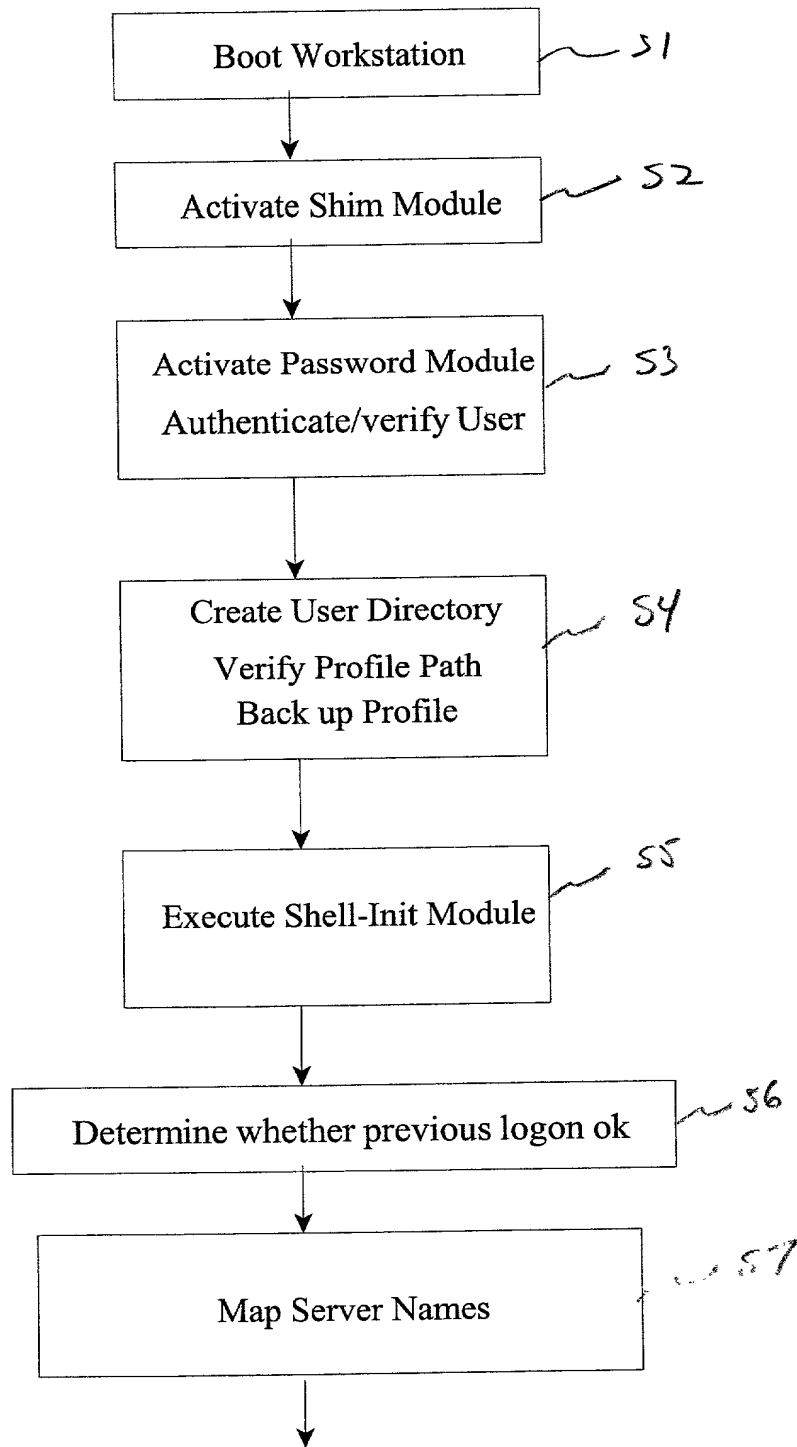 Boot Workstation
S1
Activate Shim Module
S2
Activate Password Module
S3
Authenticate/verify User
Create User Directory
S4
Verify Profile Path
Back up Profile
Execute Shell-Init Module
S5
Determine whether previous logon ok
S6
Map Server Names
S7